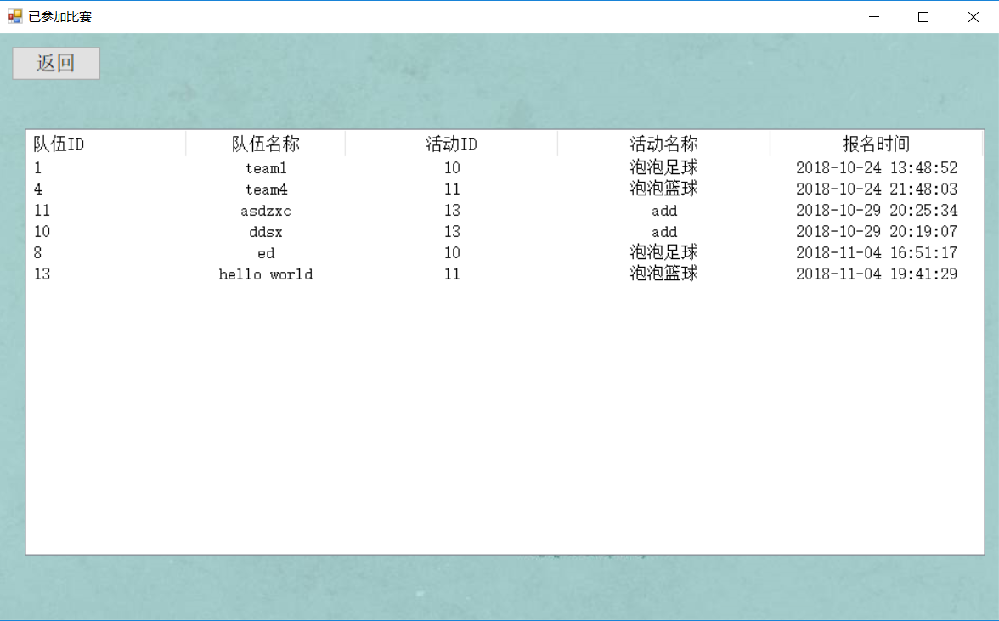 已参加比赛
返回
队伍ID 队伍名称 活动ID 活动名称 报名时间
1 team1 10 泡泡足球 2018-10-24 13:48:52
4 team4 11 泡泡篮球 2018-10-24 21:48:03
11 asdzxc 13 add 2018-10-29 20:25:34
10 ddsx 13 add 2018-10-29 20:19:07
8 ed 10 泡泡足球 2018-11-04 16:51:17
13 hello world 11 泡泡篮球 2018-11-04 19:41:29